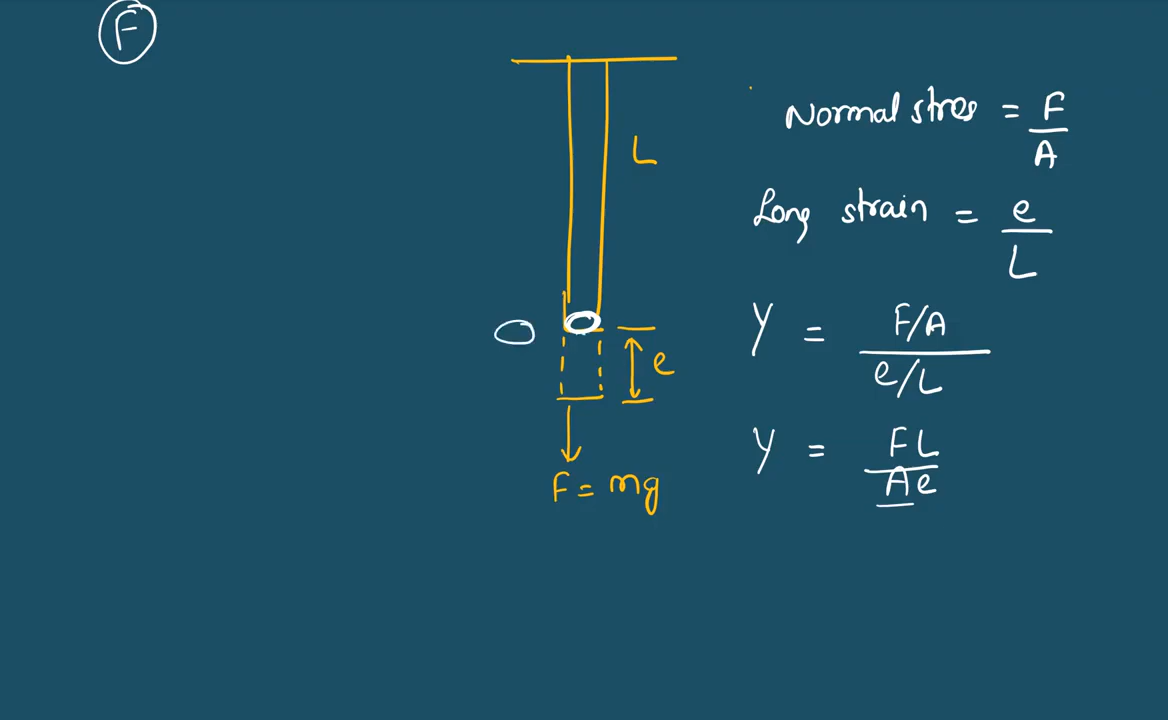 F
L
Normal stres = F/A
Long strain = e/L
Y = F/A / e/L
e
Y = FL / Ae
F = mg